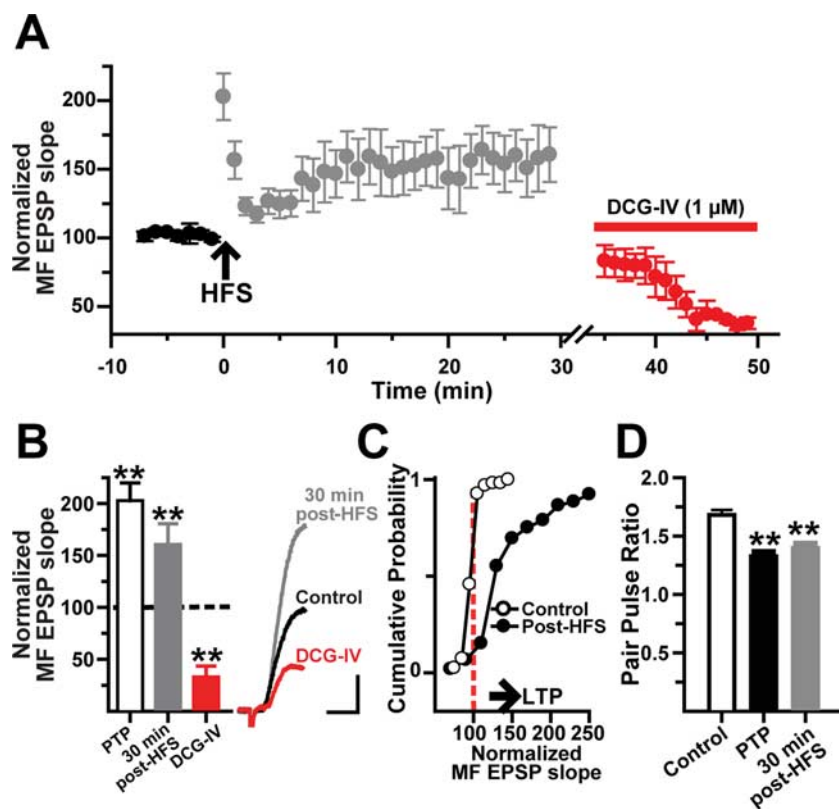 A
Normalized
MF EPSP slope
200
150
100
50
HFS
DCG-IV (1 μM)
-10
0
10
20
30
40
50
Time (min)
B
Normalized
MF EPSP slope
200
175
150
125
100
75
50
25
**
**
**
PTP
30 min
post-HFS
DCG-IV
30 min
post-HFS
Control
DCG-IV
C
Cumulative Probability
1
0
Control
Post-HFS
LTP
100
150
200
250
Normalized
MF EPSP slope
D
Pair Pulse Ratio
2.0
1.5
1.0
0.5
**
**
Control
PTP
30 min
post-HFS